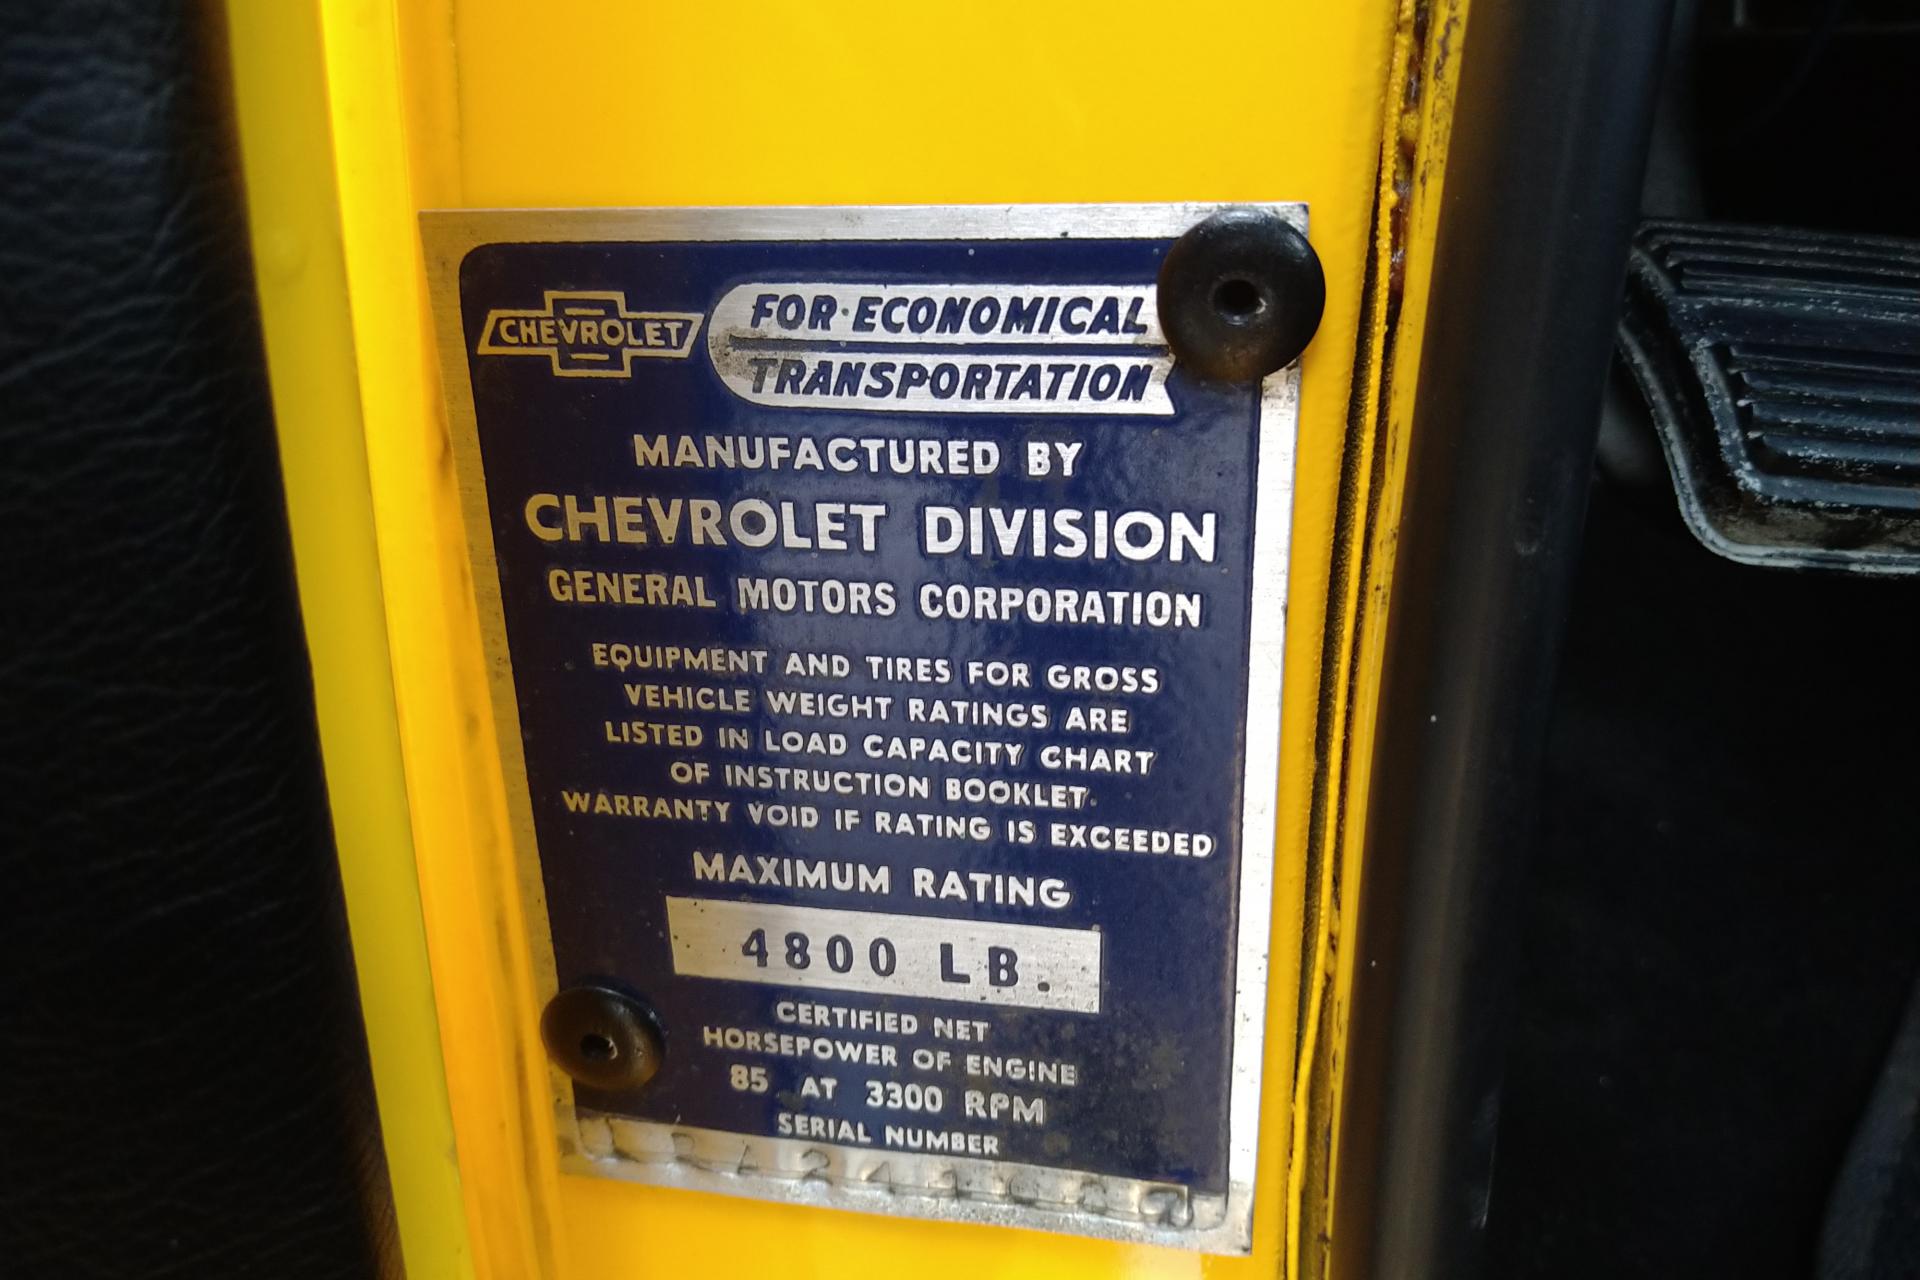 CHEVROLET
FOR·ECONOMICAL
TRANSPORTATION
MANUFACTURED BY
CHEVROLET DIVISION
GENERAL MOTORS CORPORATION
EQUIPMENT AND TIRES FOR GROSS
VEHICLE WEIGHT RATINGS ARE
LISTED IN LOAD CAPACITY CHART
OF INSTRUCTION BOOKLET.
WARRANTY VOID IF RATING IS EXCEEDED
MAXIMUM RATING
4800 LB.
CERTIFIED NET
HORSEPOWER OF ENGINE
85 AT 3300 RPM
SERIAL NUMBER